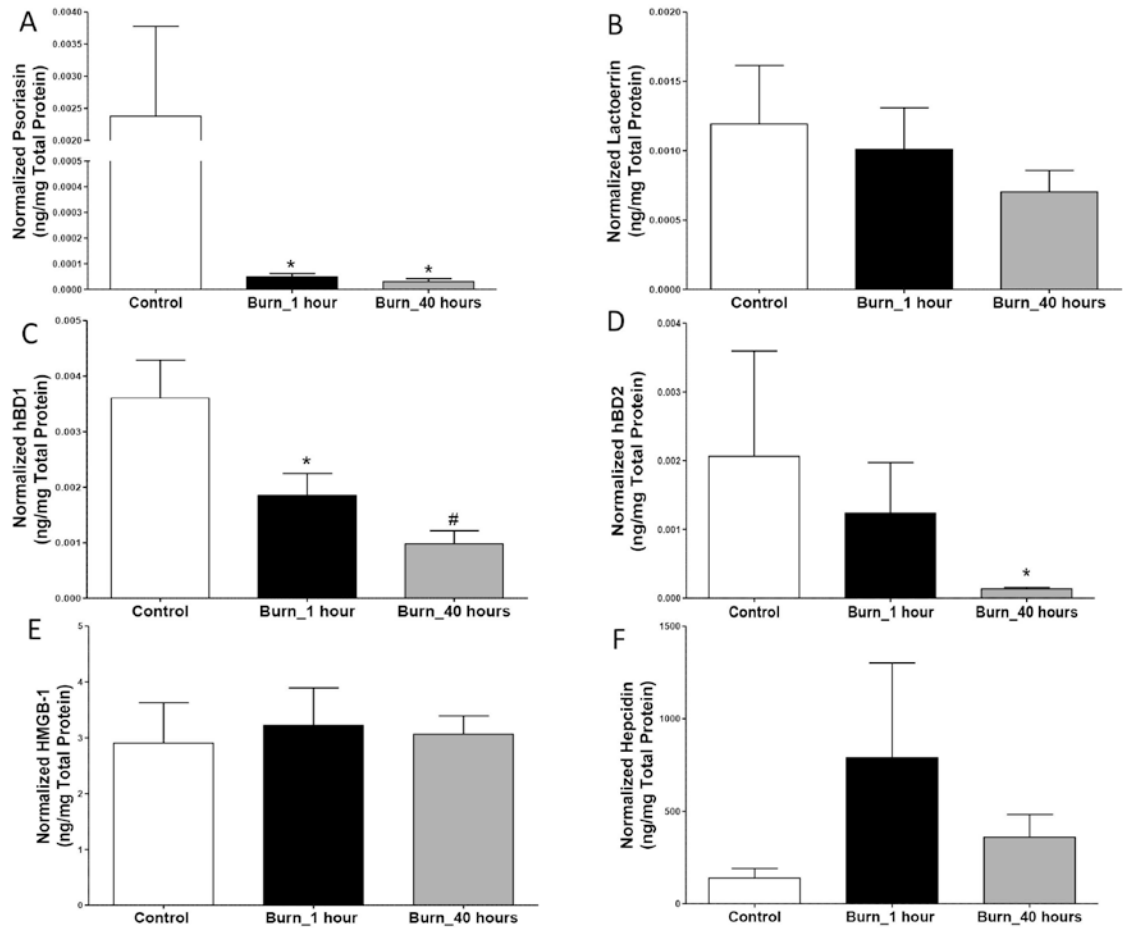 A
Normalized Psoriasin
(ng/mg Total Protein)
0.0040
0.0035
0.0030
0.0025
0.0020
0.0005
0.0004
0.0003
0.0002
0.0001
0.0000
*
*
Control
Burn_1 hour
Burn_40 hours
B
Normalized Lactoerrin
(ng/mg Total Protein)
0.0020
0.0015
0.0010
0.0005
0.0000
Control
Burn_1 hour
Burn_40 hours
C
Normalized hBD1
(ng/mg Total Protein)
0.005
0.004
0.003
0.002
0.001
0.000
*
#
Control
Burn_1 hour
Burn_40 hours
D
Normalized hBD2
(ng/mg Total Protein)
0.004
0.003
0.002
0.001
0.000
*
Control
Burn_1 hour
Burn_40 hours
E
Normalized HMGB-1
(ng/mg Total Protein)
5
4
3
2
1
0
Control
Burn_1 hour
Burn_40 hours
F
Normalized Hepcidin
(ng/mg Total Protein)
1500
1000
500
0
Control
Burn_1 hour
Burn_40 hours